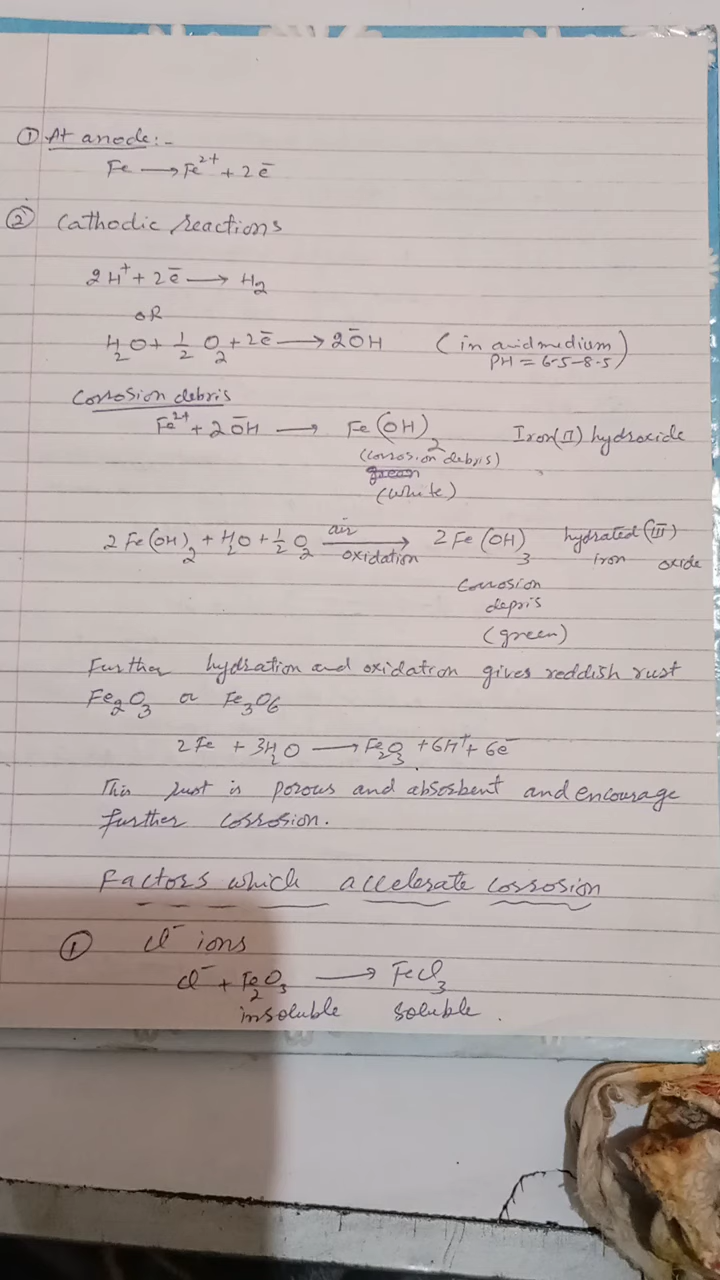 ① At anode:-
Fe ⟶ Fe²⁺ + 2ē
② Cathodic reactions
2H⁺ + 2ē ⟶ H₂
OR
H₂O + ½ O₂ + 2ē ⟶ 2ŌH (in acid medium)
PH = 6.5-8.5
Corrosion debris
Fe²⁺ + 2ŌH ⟶ Fe(OH)₂ Iron(II) hydroxide
(corrosion debris)
(white)
2Fe(OH)₂ + H₂O + ½ O₂ air ⟶ oxidation 2Fe(OH)₃ hydrated (III)
iron oxide
Corrosion
depris
(green)
Further hydration and oxidation gives reddish rust
Fe₂O₃ or Fe₃O6
2Fe + 3H₂O ⟶ Fe₂O₃ + 6H⁺ + 6e⁻
This rust is porous and absorbent and encourage
further corrosion.
Factors which accelerate corrosion
① Cl⁻ ions
Cl⁻ + Fe₂O₃ ⟶ FeCl₃
insoluble soluble.